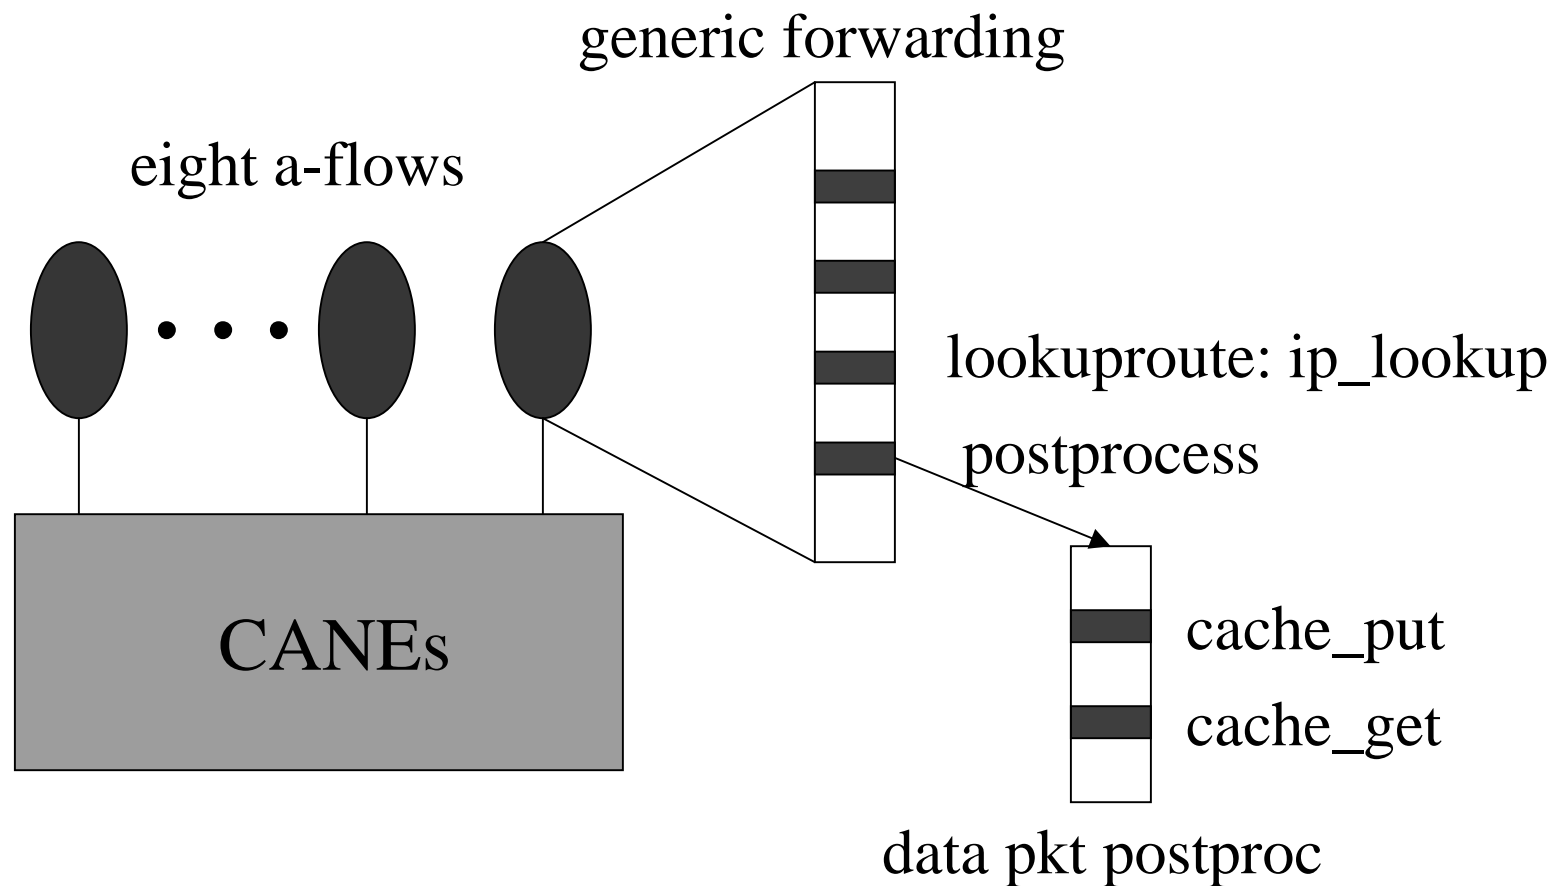 generic forwarding
eight a-flows
lookuproute: ip_lookup
postprocess
CANEs
cache_put
cache_get
data pkt postproc